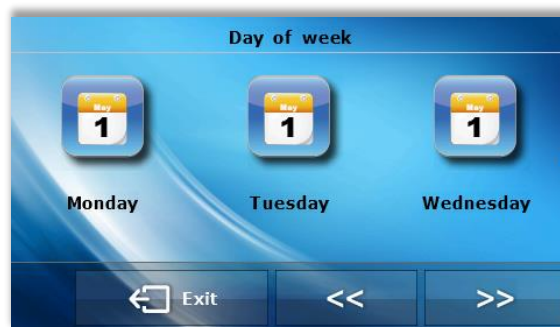 Day of week
May May May
1 1 1
Monday Tuesday Wednesday
Exit << >>